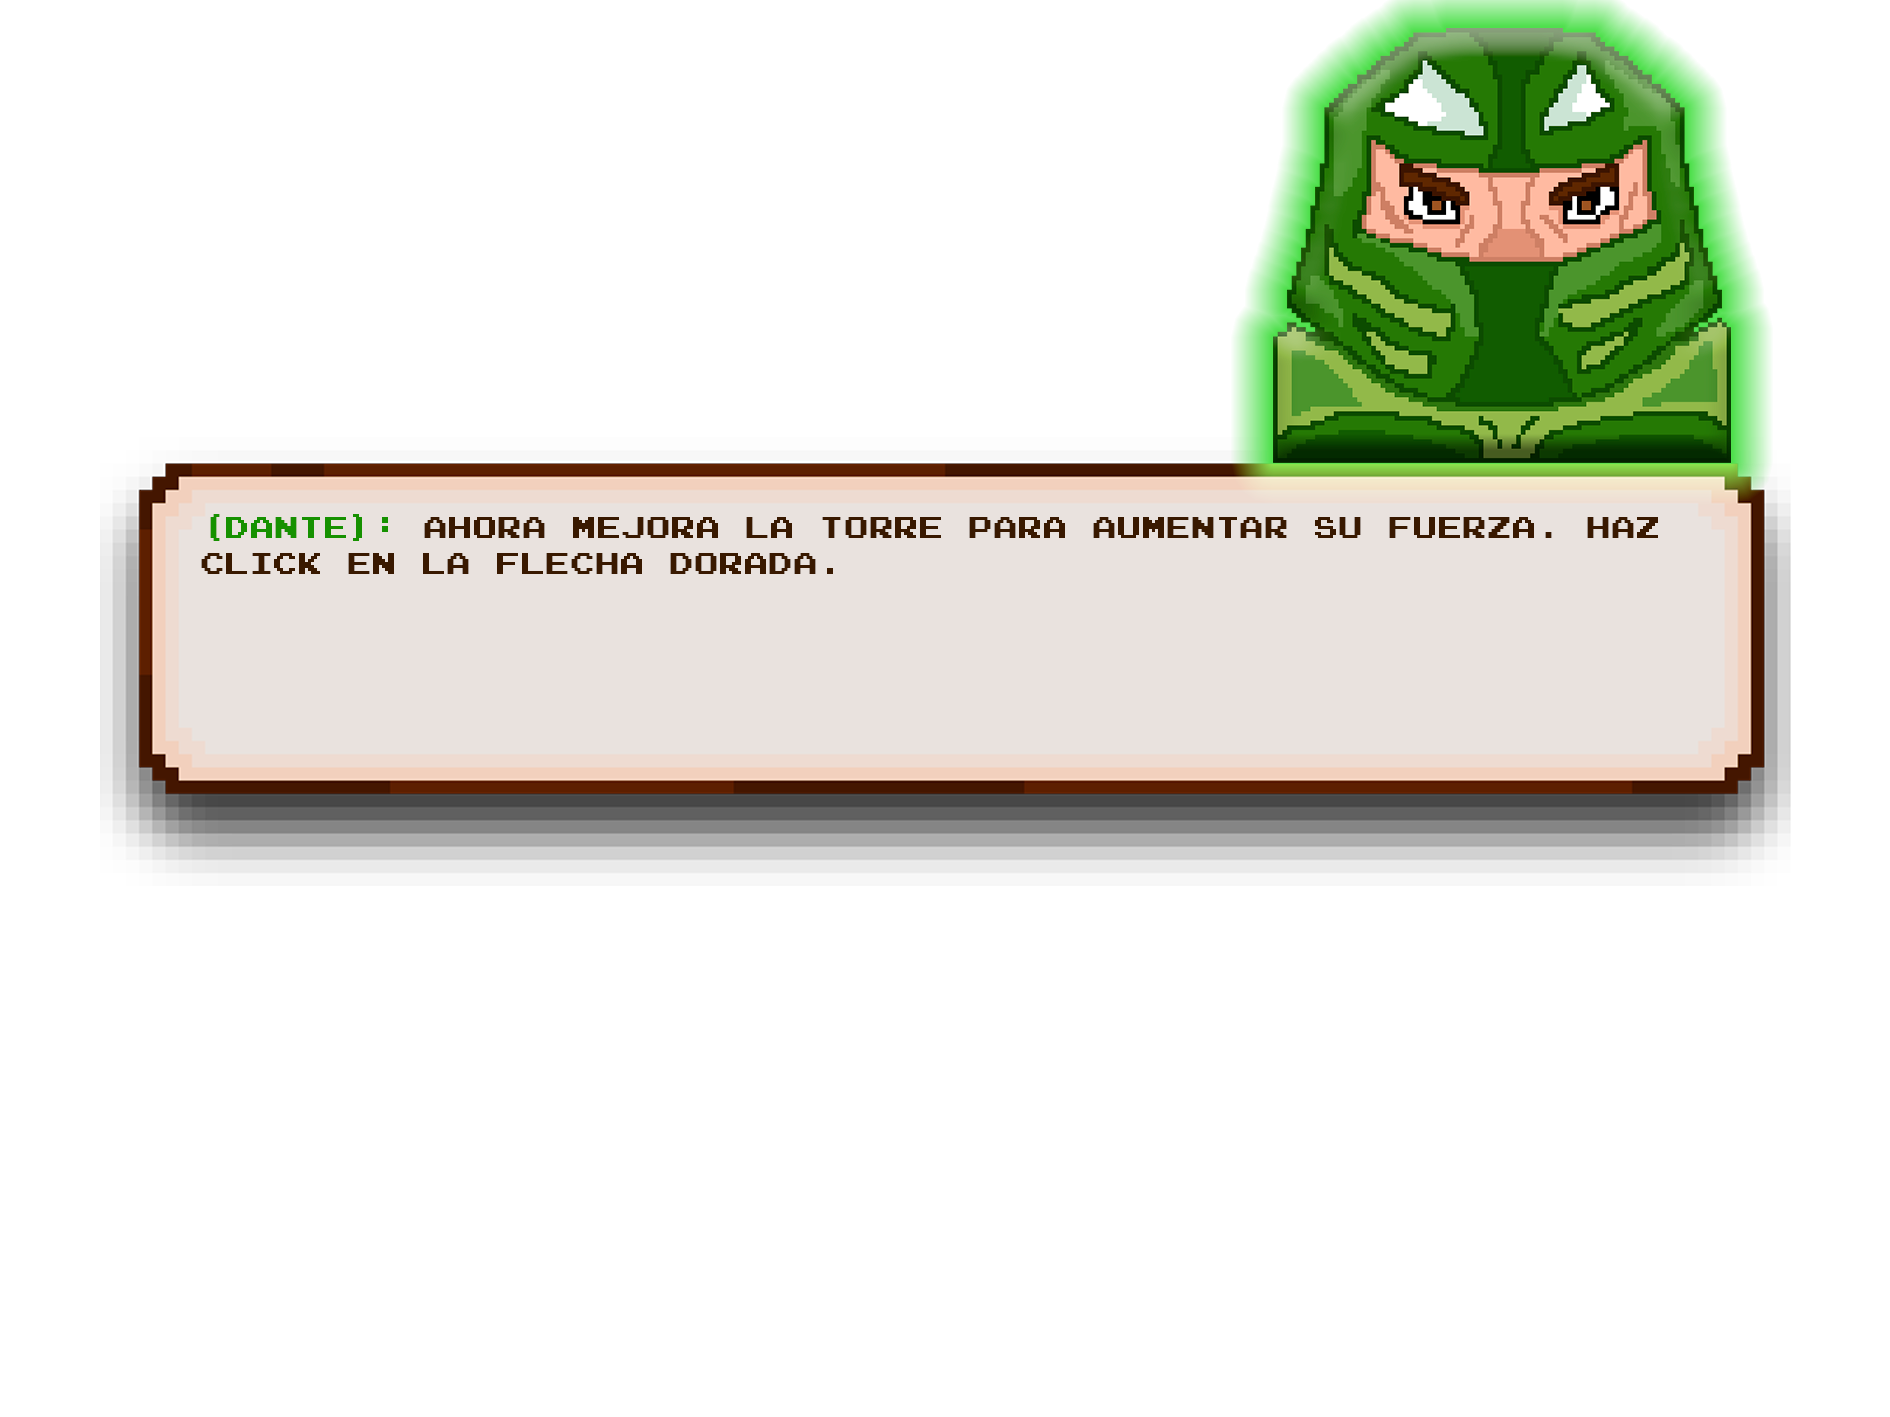 (DANTE): AHORA MEJORA LA TORRE PARA AUMENTAR SU FUERZA. HAZ
CLICK EN LA FLECHA DORADA.